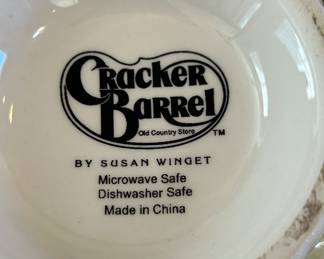 Cracker
Barrel
Old Country Store TM
BY SUSAN WINGET
Microwave Safe
Dishwasher Safe
Made in China